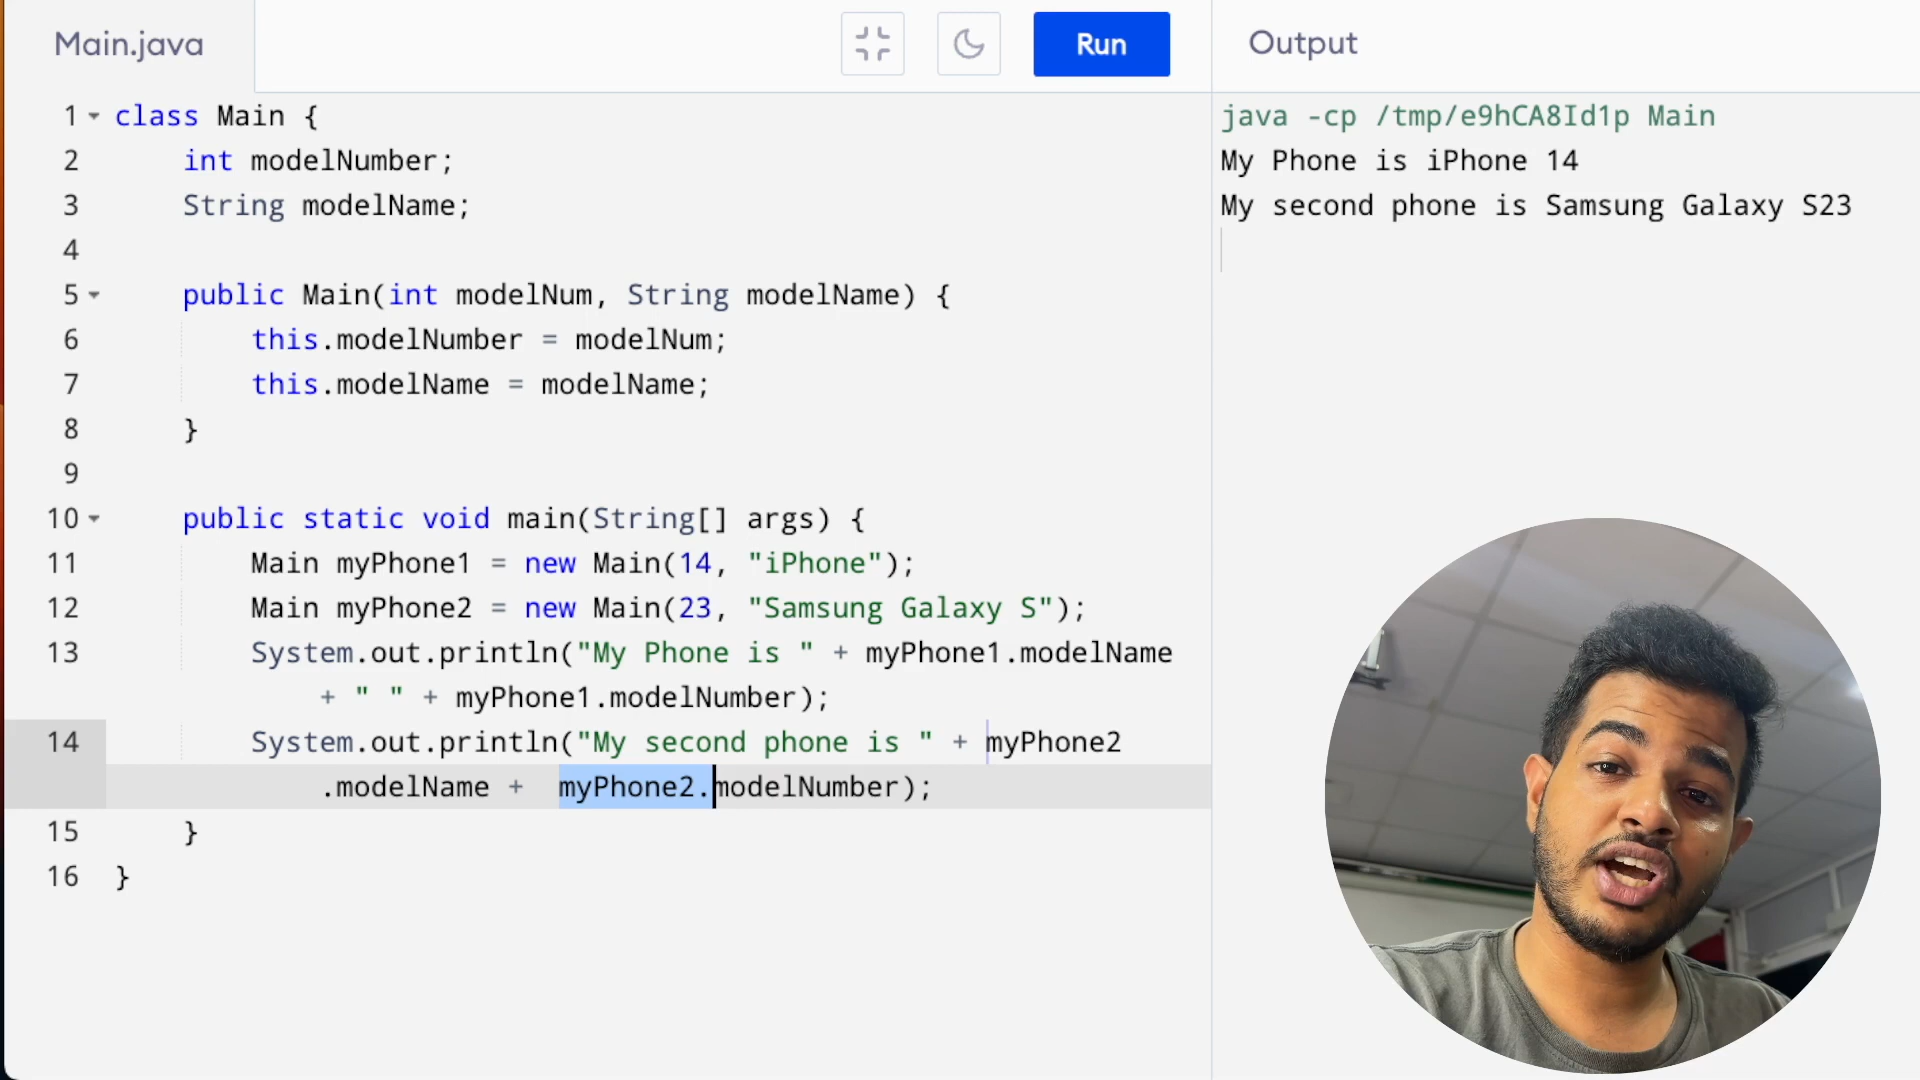 Main.java
Run
Output
1 class Main {
2 int modelNumber;
3 String modelName;
4
5 public Main(int modelNum, String modelName) {
6 this.modelNumber = modelNum;
7 this.modelName = modelName;
8 }
9
10 public static void main(String[] args) {
11 Main myPhone1 = new Main(14, "iPhone");
12 Main myPhone2 = new Main(23, "Samsung Galaxy S");
13 System.out.println("My Phone is " + myPhone1.modelName
+ " " + myPhone1.modelNumber);
14 System.out.println("My second phone is " + myPhone2
.modelName +  myPhone2.modelNumber);
15 }
16 }
java -cp /tmp/e9hCA8Id1p Main
My Phone is iPhone 14
My second phone is Samsung Galaxy S23